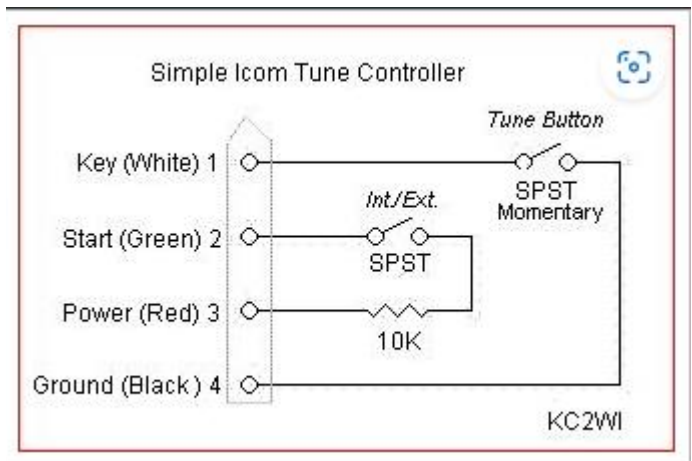 Simple Icom Tune Controller
Tune Button
Key (White) 1
SPST
Momentary
Int./Ext.
Start (Green) 2
SPST
Power (Red) 3
10K
Ground (Black) 4
KC2WI